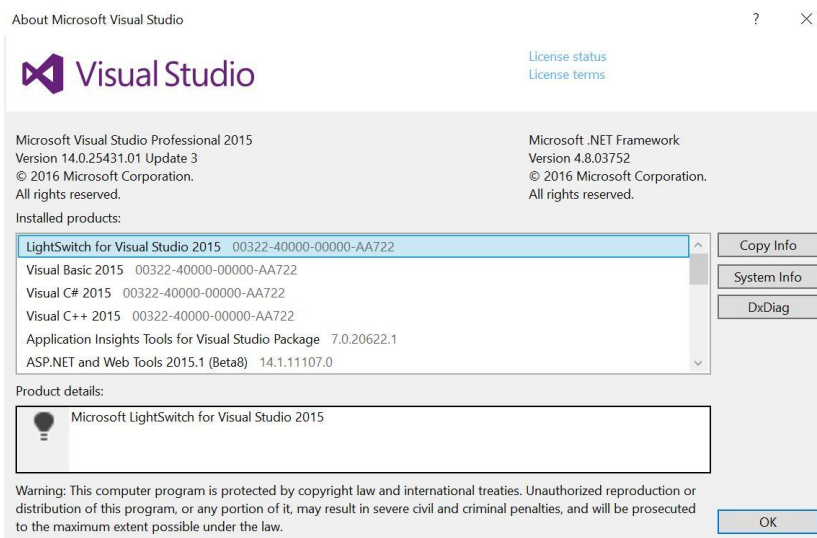 About Microsoft Visual Studio
?
Visual Studio
License status
License terms
Microsoft Visual Studio Professional 2015
Version 14.0.25431.01 Update 3
© 2016 Microsoft Corporation.
All rights reserved.
Microsoft .NET Framework
Version 4.8.03752
© 2016 Microsoft Corporation.
All rights reserved.
Installed products:
LightSwitch for Visual Studio 2015 00322-40000-00000-AA722
Visual Basic 2015 00322-40000-00000-AA722
Visual C# 2015 00322-40000-00000-AA722
Visual C++ 2015 00322-40000-00000-AA722
Application Insights Tools for Visual Studio Package 7.0.20622.1
ASP.NET and Web Tools 2015.1 (Beta8) 14.1.11107.0
Copy Info
System Info
DxDiag
Product details:
Microsoft LightSwitch for Visual Studio 2015
Warning: This computer program is protected by copyright law and international treaties. Unauthorized reproduction or
distribution of this program, or any portion of it, may result in severe civil and criminal penalties, and will be prosecuted
to the maximum extent possible under the law.
OK